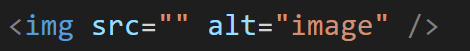 <img src="" alt="image" />